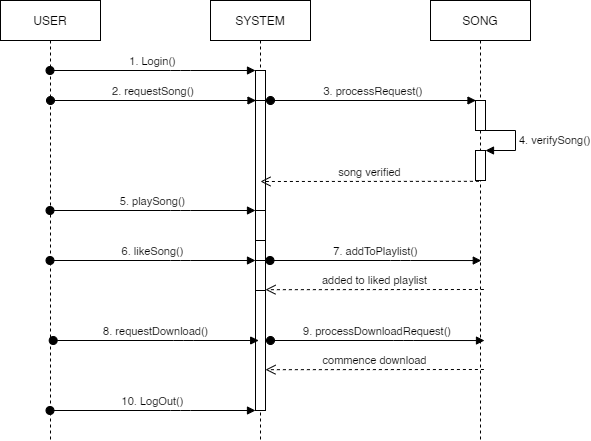 USER
SYSTEM
SONG
1. Login()
2. requestSong()
3. processRequest()
4. verifySong()
song verified
5. playSong()
6. likeSong()
7. addToPlaylist()
added to liked playlist
8. requestDownload()
9. processDownloadRequest()
commence download
10. LogOut()